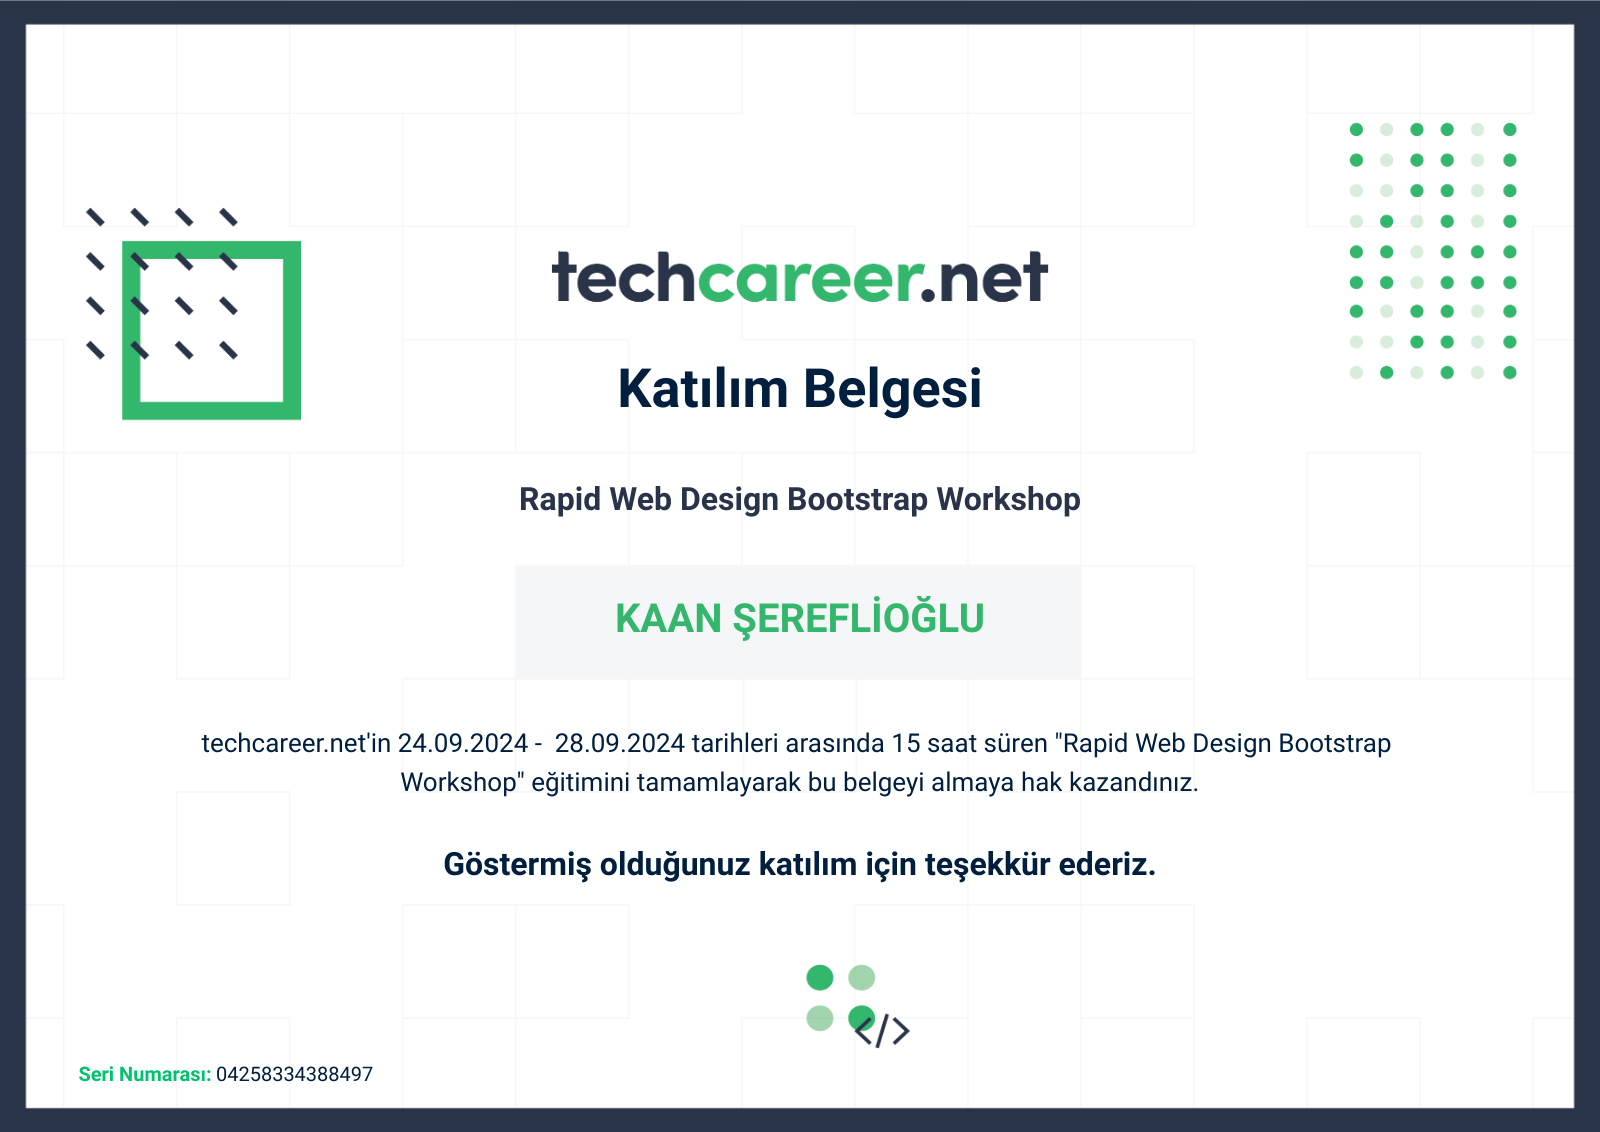 techcareer.net
Katılım Belgesi
Rapid Web Design Bootstrap Workshop
KAAN ŞEREFLİOĞLU
techcareer.net'in 24.09.2024 -  28.09.2024 tarihleri arasında 15 saat süren "Rapid Web Design Bootstrap
Workshop" eğitimini tamamlayarak bu belgeyi almaya hak kazandınız.
Göstermiş olduğunuz katılım için teşekkür ederiz.
</>
Seri Numarası: 04258334388497